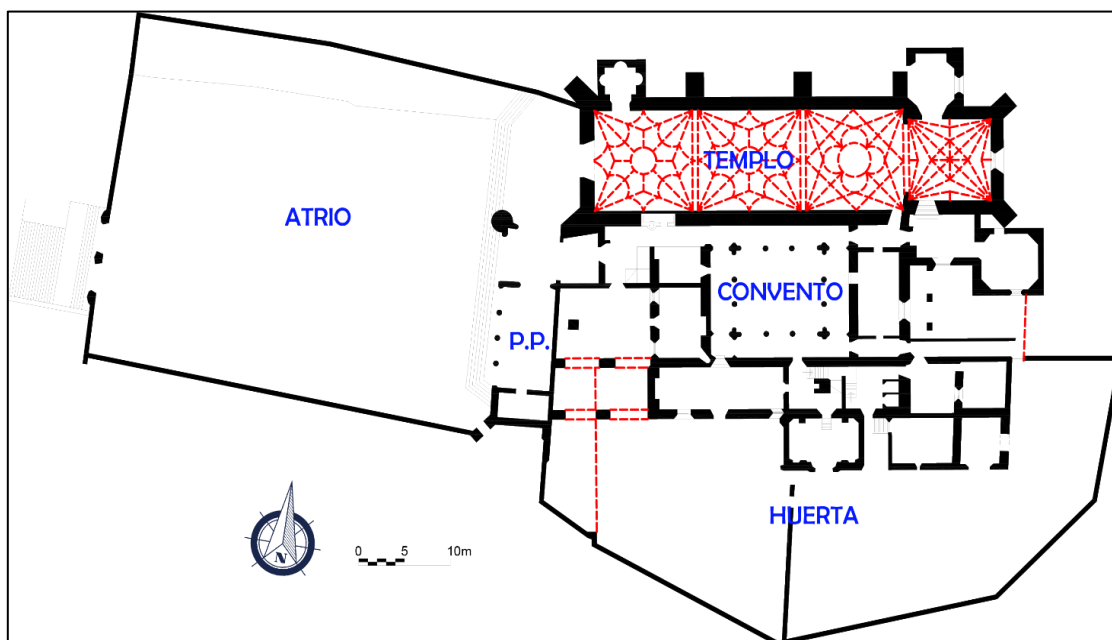 TEMPLO
ATRIO
CONVENTO
P.P.
HUERTA
N
0 5 10m